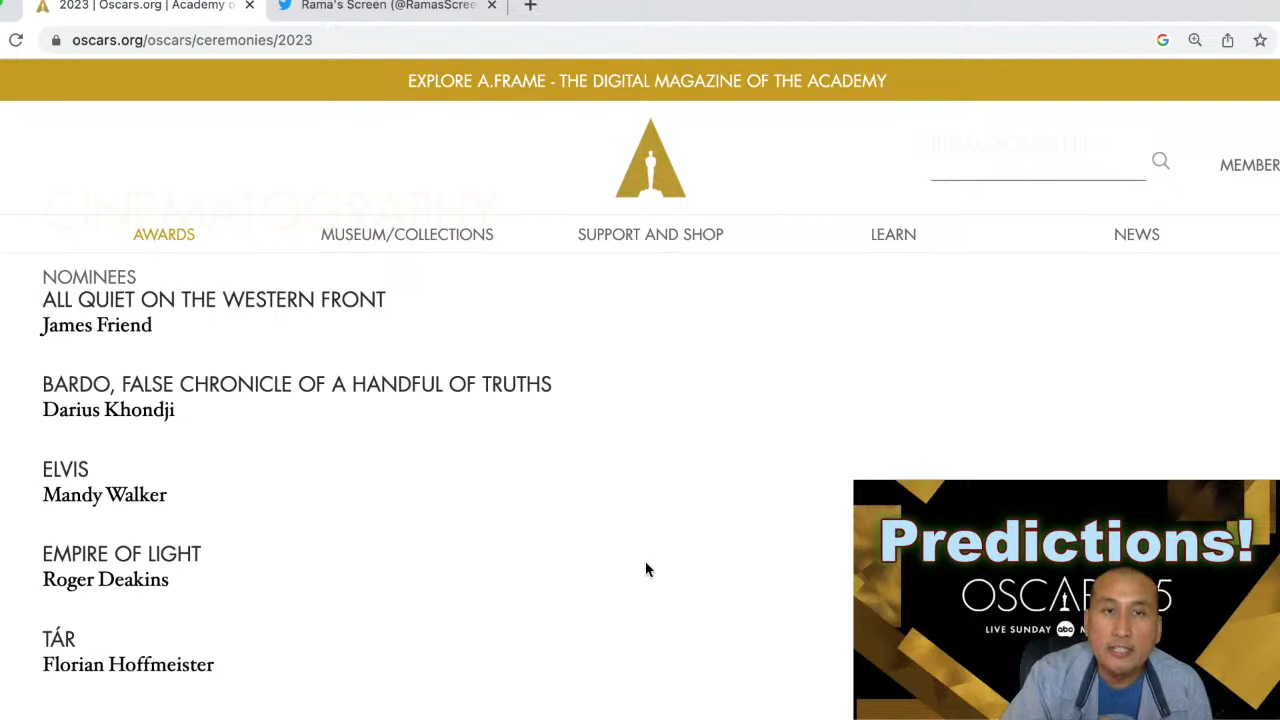 2023 | Oscars.org | Academy o
Rama's Screen (@RamasScree
oscars.org/oscars/ceremonies/2023
EXPLORE A.FRAME - THE DIGITAL MAGAZINE OF THE ACADEMY
MEMBER
CINEMATOGRAPHY
AWARDS
MUSEUM/COLLECTIONS
SUPPORT AND SHOP
LEARN
NEWS
NOMINEES
ALL QUIET ON THE WESTERN FRONT
James Friend
BARDO, FALSE CHRONICLE OF A HANDFUL OF TRUTHS
Darius Khondji
ELVIS
Mandy Walker
EMPIRE OF LIGHT
Roger Deakins
TÁR
Florian Hoffmeister
Predictions!
OSCAR 5
LIVE SUNDAY abc M